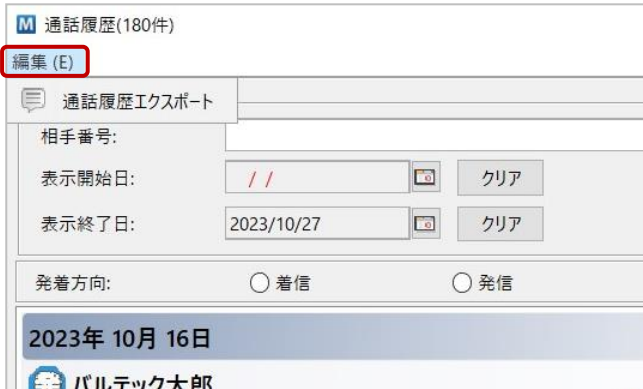 M 通話履歴(180件)
編集 (E)
通話履歴エクスポート
相手番号:
表示開始日: / / クリア
表示終了日: 2023/10/27 クリア
発着方向: 着信 発信
2023年 10月 16日
バルテック太郎